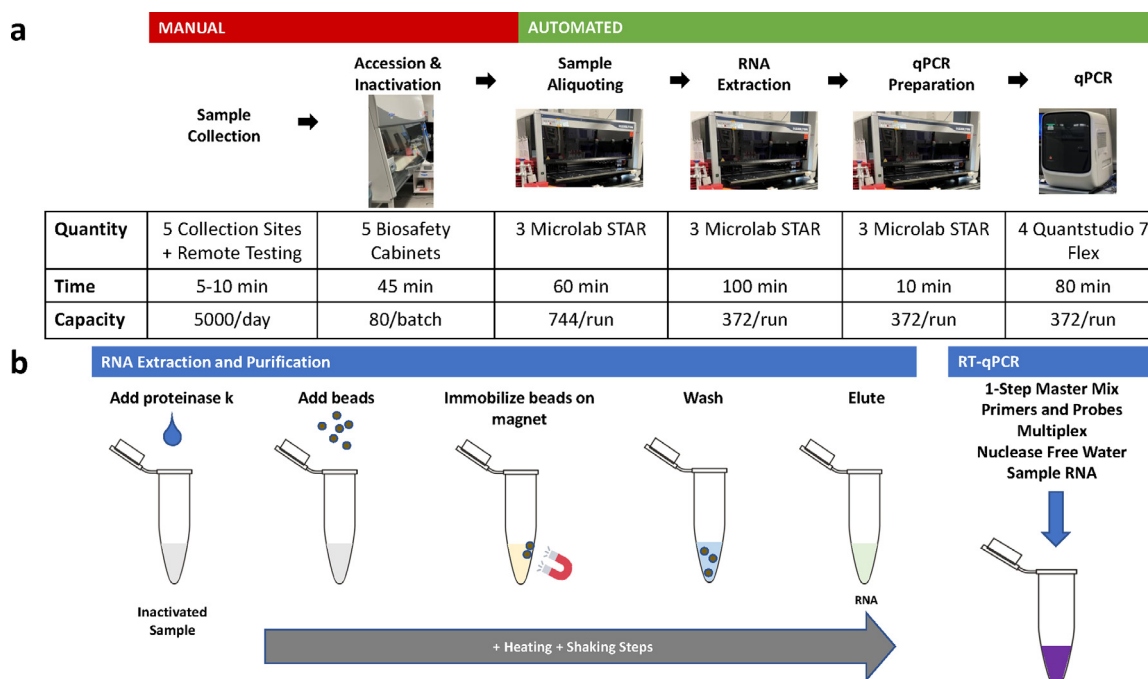 a
MANUAL
AUTOMATED
Sample
Collection
Accession &
Inactivation
Sample
Aliquoting
RNA
Extraction
qPCR
Preparation
qPCR
Quantity
5 Collection Sites
+ Remote Testing
5 Biosafety
Cabinets
3 Microlab STAR
3 Microlab STAR
3 Microlab STAR
4 Quantstudio 7
Flex
Time
5-10 min
45 min
60 min
100 min
10 min
80 min
Capacity
5000/day
80/batch
744/run
372/run
372/run
372/run
b
RNA Extraction and Purification
RT-qPCR
Add proteinase k
Add beads
Immobilize beads on
magnet
Wash
Elute
1-Step Master Mix
Primers and Probes
Multiplex
Nuclease Free Water
Sample RNA
Inactivated
Sample
RNA
+ Heating + Shaking Steps